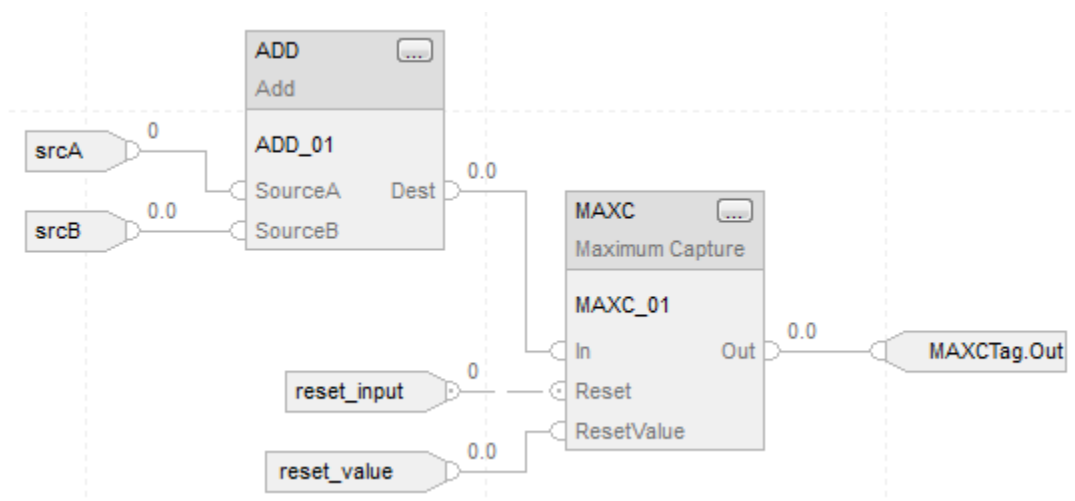 ADD
...
Add
0
srcA
ADD_01
SourceA
Dest
0.0
srcB
0.0
SourceB
MAXC
...
Maximum Capture
MAXC_01
In
Out
0.0
MAXCTag.Out
reset_input
0
Reset
reset_value
0.0
ResetValue